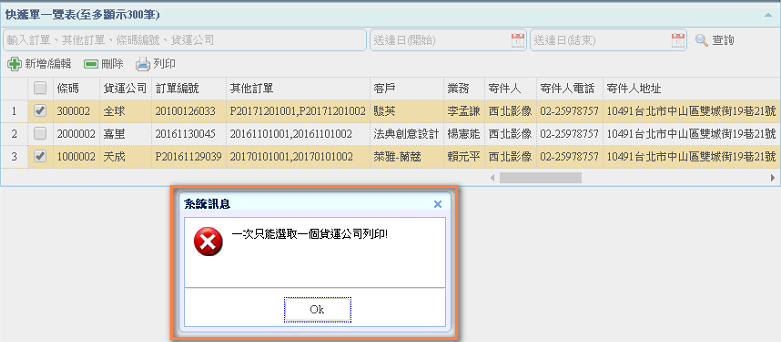 快遞單一覽表(至多顯示300筆)
輸入訂單、其他訂單、條碼編號、貨運公司 送達日(開始) 送達日(結束) 查詢
新增/編輯 刪除 列印
條碼 貨運公司 訂單編號 其他訂單 客戶 業務 寄件人 寄件人電話 寄件人地址
1 300002 全球 20100126033 P20171201001,P20171201002 駿英 李孟謙 西北影像 02-25978757 10491台北市中山區雙城街19巷21號
2 2000002 嘉里 20161130045 20161101001,20161101002 法典創意設計 楊憲能 西北影像 02-25978757 10491台北市中山區雙城街19巷21號
3 1000002 天成 P20161129039 20170101001,20170101002 萊雅-蘭蔻 賴元平 西北影像 02-25978757 10491台北市中山區雙城街19巷21號
系統訊息
一次只能選取一個貨運公司列印!
Ok